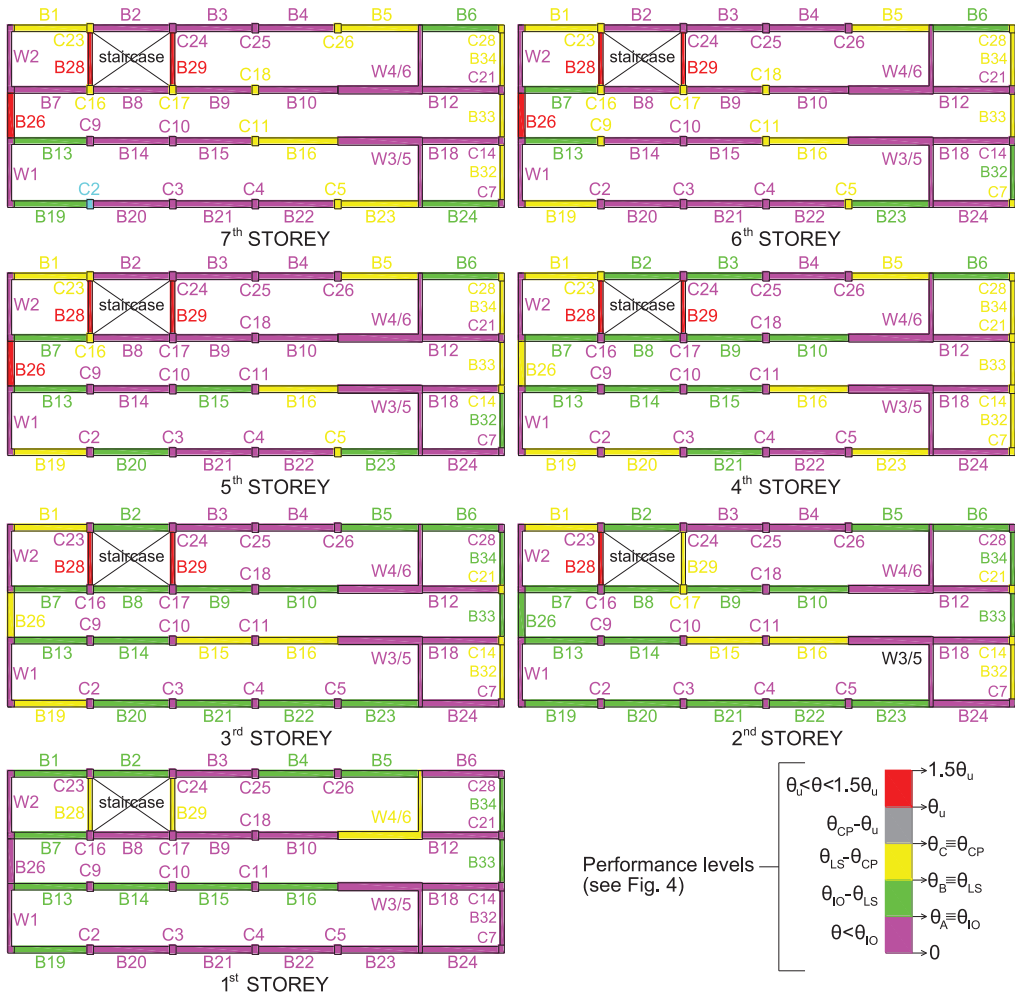 B1 B2 B3 B4 B5 B6
W2 C23 staircase C24 C25 C26 C28
B28 B29 C18 W4/6 B34
C21
B7 C16 B8 C17 B9 B10 B12
B26 C9 C10 C11 B33
B13 B14 B15 B16 W3/5 B18 C14
B32
W1 C2 C3 C4 C5 C7
B19 B20 B21 B22 B23 B24
7th STOREY
B1 B2 B3 B4 B5 B6
W2 C23 staircase C24 C25 C26 C28
B28 B29 C18 W4/6 B34
C21
B7 C16 B8 C17 B9 B10 B12
B26 C9 C10 C11 B33
B13 B14 B15 B16 W3/5 B18 C14
B32
W1 C2 C3 C4 C5 C7
B19 B20 B21 B22 B23 B24
6th STOREY
B1 B2 B3 B4 B5 B6
W2 C23 staircase C24 C25 C26 C28
B28 B29 C18 W4/6 B34
C21
B7 C16 B8 C17 B9 B10 B12
B26 C9 C10 C11 B33
B13 B14 B15 B16 W3/5 B18 C14
B32
W1 C2 C3 C4 C5 C7
B19 B20 B21 B22 B23 B24
5th STOREY
B1 B2 B3 B4 B5 B6
W2 C23 staircase C24 C25 C26 C28
B28 B29 C18 W4/6 B34
C21
B7 C16 B8 C17 B9 B10 B12
B26 C9 C10 C11 B33
B13 B14 B15 B16 W3/5 B18 C14
B32
W1 C2 C3 C4 C5 C7
B19 B20 B21 B22 B23 B24
4th STOREY
B1 B2 B3 B4 B5 B6
W2 C23 staircase C24 C25 C26 C28
B28 B29 C18 W4/6 B34
C21
B7 C16 B8 C17 B9 B10 B12
B26 C9 C10 C11 B33
B13 B14 B15 B16 W3/5 B18 C14
B32
W1 C2 C3 C4 C5 C7
B19 B20 B21 B22 B23 B24
3rd STOREY
B1 B2 B3 B4 B5 B6
W2 C23 staircase C24 C25 C26 C28
B28 B29 C18 W4/6 B34
C21
B7 C16 B8 C17 B9 B10 B12
B26 C9 C10 C11 B33
B13 B14 B15 B16 W3/5 B18 C14
B32
W1 C2 C3 C4 C5 C7
B19 B20 B21 B22 B23 B24
2nd STOREY
B1 B2 B3 B4 B5 B6
W2 C23 staircase C24 C25 C26 C28
B28 B29 C18 W4/6 B34
C21
B7 C16 B8 C17 B9 B10 B12
B26 C9 C10 C11 B33
B13 B14 B15 B16 W3/5 B18 C14
B32
W1 C2 C3 C4 C5 C7
B19 B20 B21 B22 B23 B24
1st STOREY
Performance levels
(see Fig. 4)
θu<θ<1.5θu
θCP-θu
θLS-θCP
θIO-θLS
θ<θIO
1.5θu
θu
θC≡θCP
θB≡θLS
θA≡θIO
0